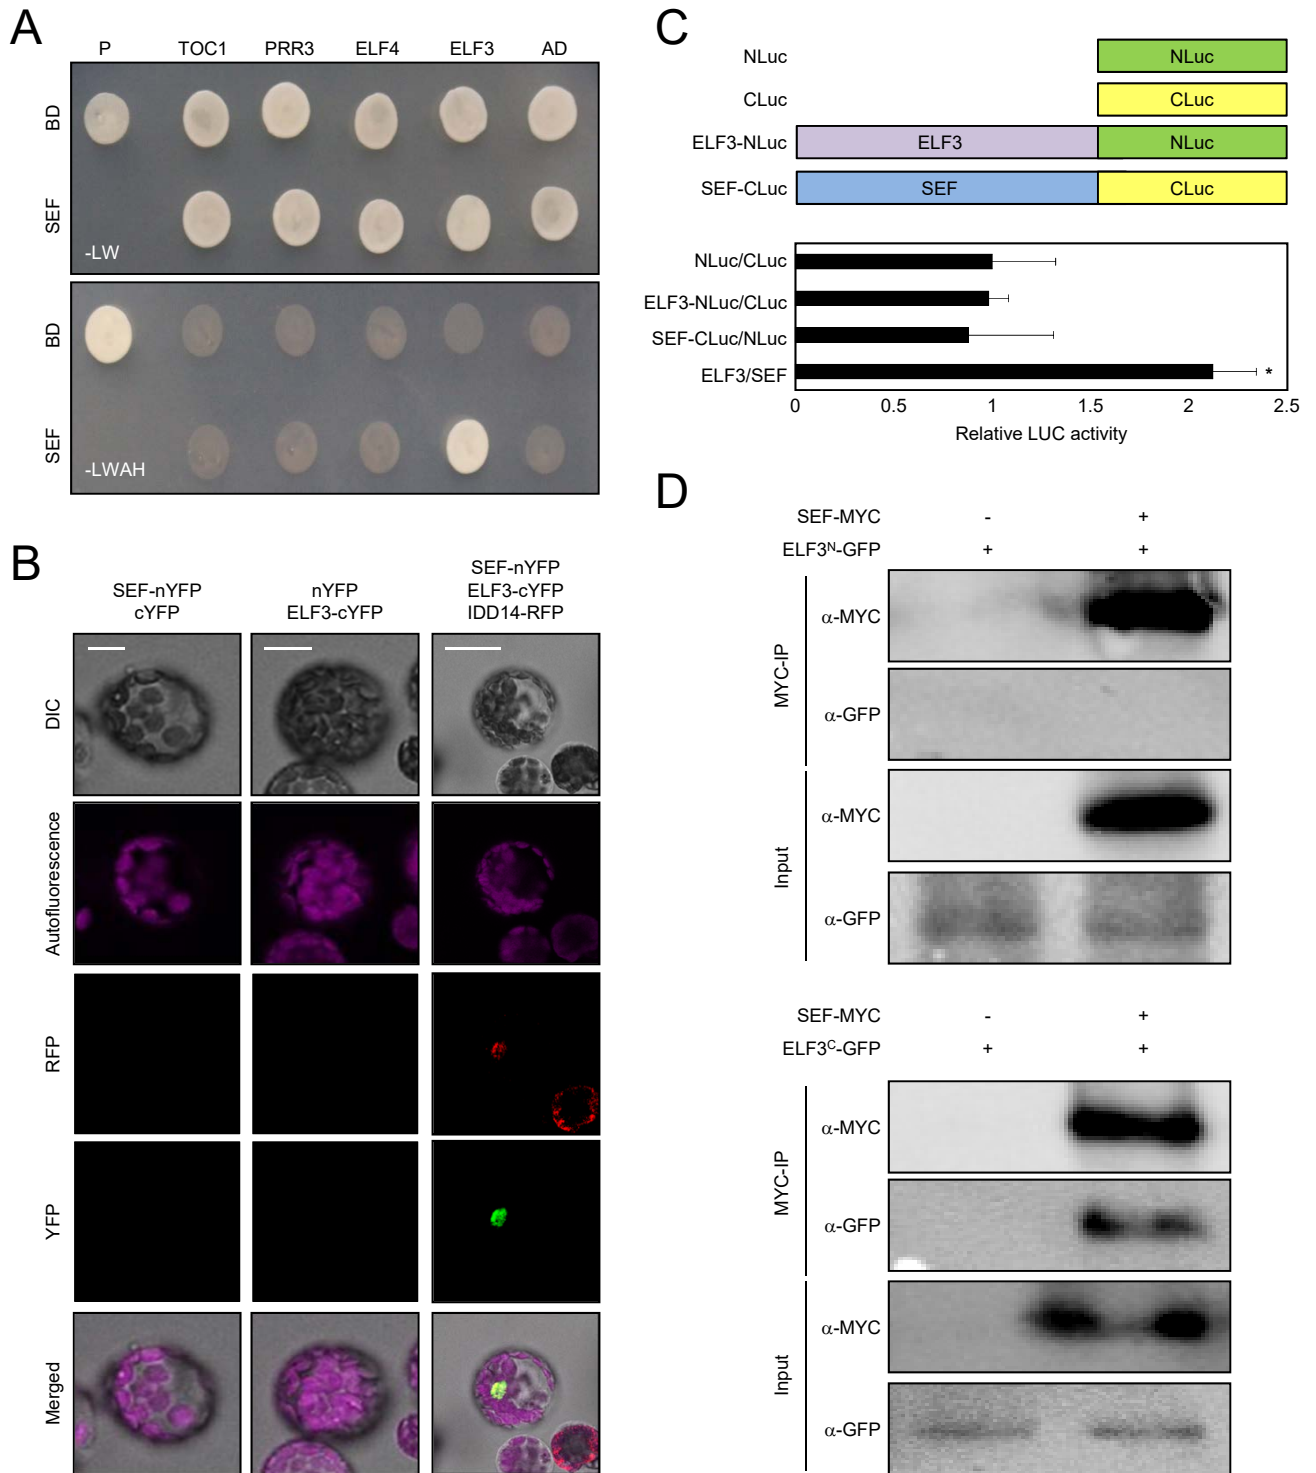 A
P TOC1 PRR3 ELF4 ELF3 AD
BD
SEF
-LW
BD
SEF
-LWAH
B
SEF-nYFP
cYFP
nYFP
ELF3-cYFP
SEF-nYFP
ELF3-cYFP
IDD14-RFP
DIC
Autofluorescence
RFP
YFP
Merged
C
NLuc NLuc
CLuc CLuc
ELF3-NLuc ELF3 NLuc
SEF-CLuc SEF CLuc
NLuc/CLuc
ELF3-NLuc/CLuc
SEF-CLuc/NLuc
ELF3/SEF *
0 0.5 1 1.5 2 2.5
Relative LUC activity
D
SEF-MYC - +
ELF3ᴺ-GFP + +
MYC-IP
α-MYC
α-GFP
Input
α-MYC
α-GFP
SEF-MYC - +
ELF3ᶜ-GFP + +
MYC-IP
α-MYC
α-GFP
Input
α-MYC
α-GFP